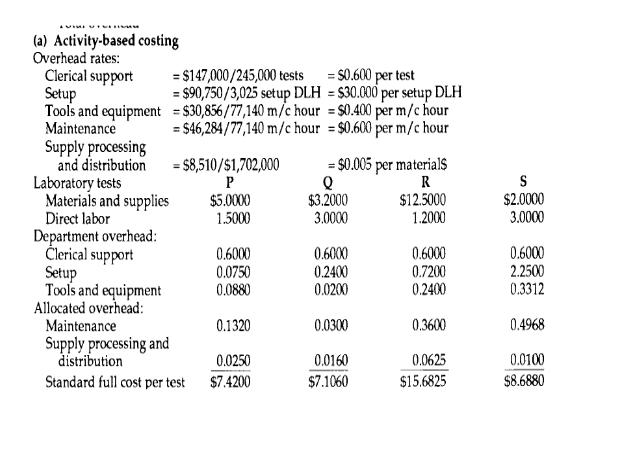 (a) Activity-based costing
Overhead rates:
Clerical support = $147,000/245,000 tests = $0.600 per test
Setup = $90,750/3,025 setup DLH = $30.000 per setup DLH
Tools and equipment = $30,856/77,140 m/c hour = $0.400 per m/c hour
Maintenance = $46,284/77,140 m/c hour = $0.600 per m/c hour
Supply processing
and distribution = $8,510/$1,702,000 = $0.005 per material$
Laboratory tests P Q R S
Materials and supplies $5.0000 $3.2000 $12.5000 $2.0000
Direct labor 1.5000 3.0000 1.2000 3.0000
Department overhead:
Clerical support 0.6000 0.6000 0.6000 0.6000
Setup 0.0750 0.2400 0.7200 2.2500
Tools and equipment 0.0880 0.0200 0.2400 0.3312
Allocated overhead:
Maintenance 0.1320 0.0300 0.3600 0.4968
Supply processing and
distribution 0.0250 0.0160 0.0625 0.0100
Standard full cost per test $7.4200 $7.1060 $15.6825 $8.6880